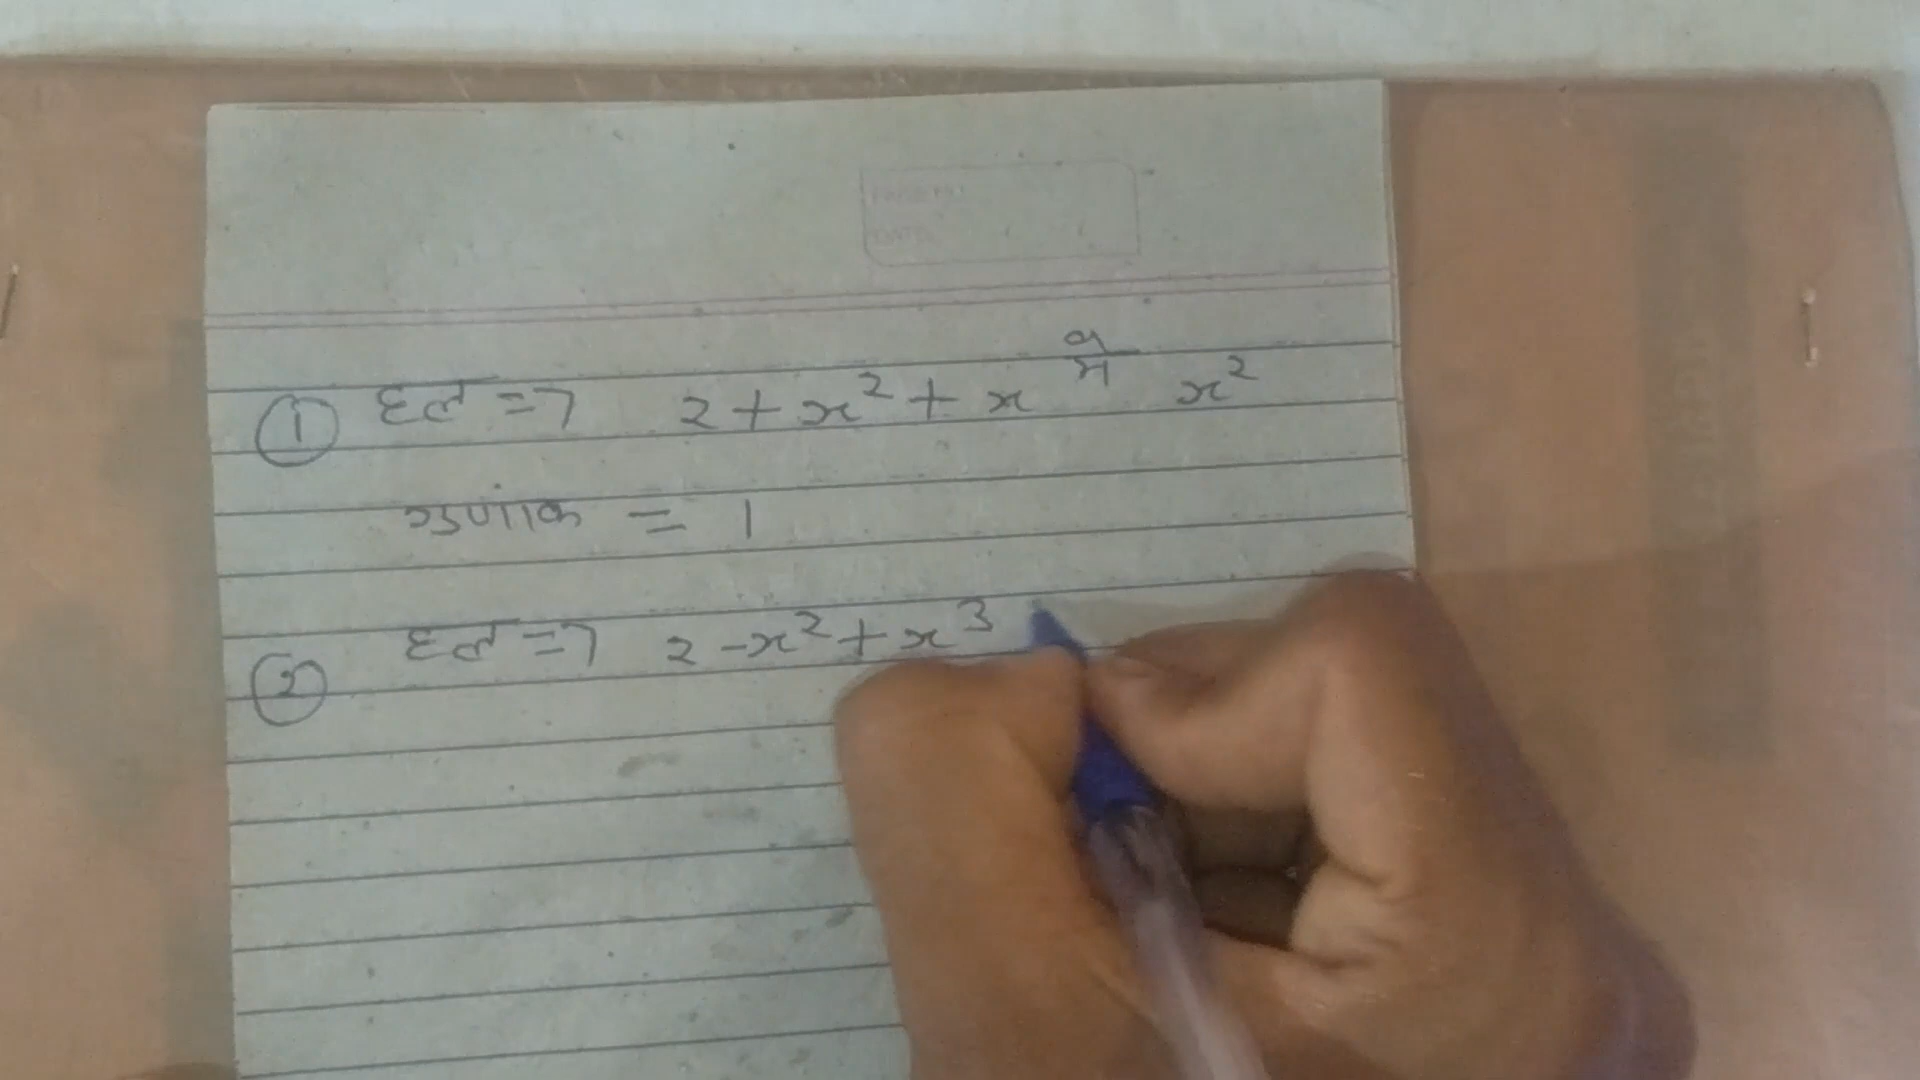 ① हल => 2 + x² + x में x²
गुणांक = 1
② हल => 2 - x² + x³